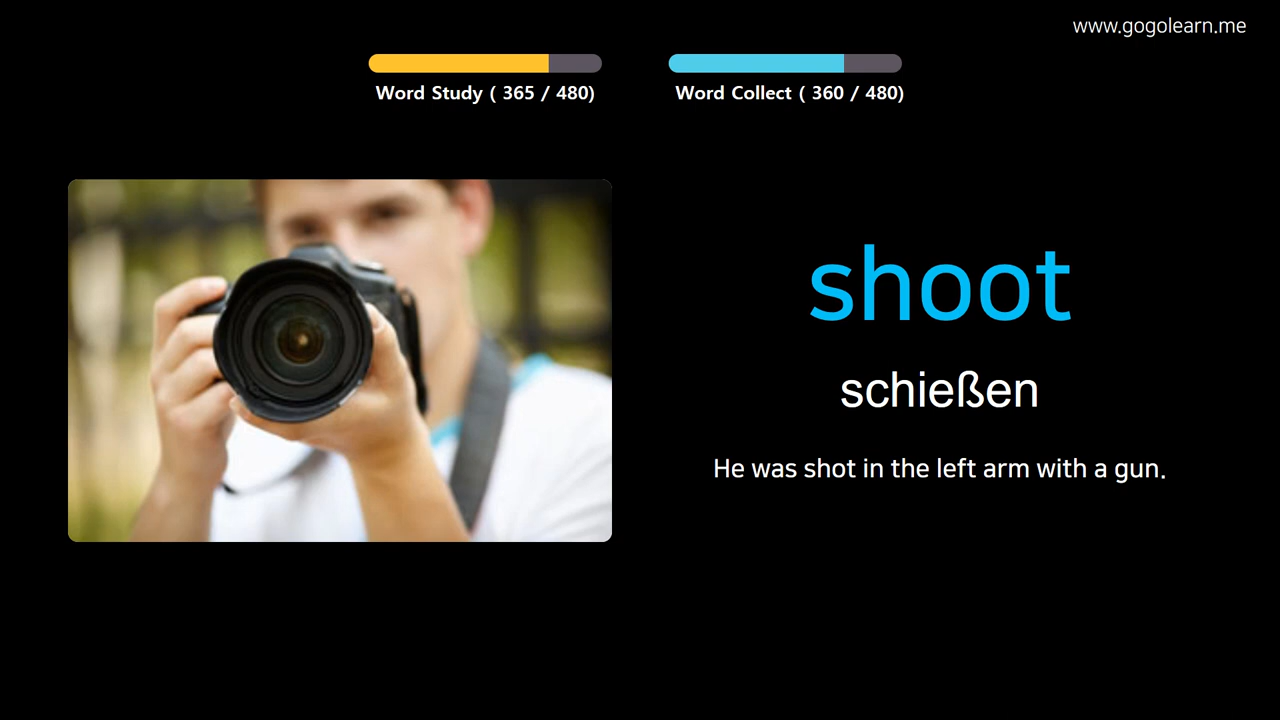 www.gogolearn.me
Word Study ( 365 / 480)
Word Collect ( 360 / 480)
shoot
schießen
He was shot in the left arm with a gun.